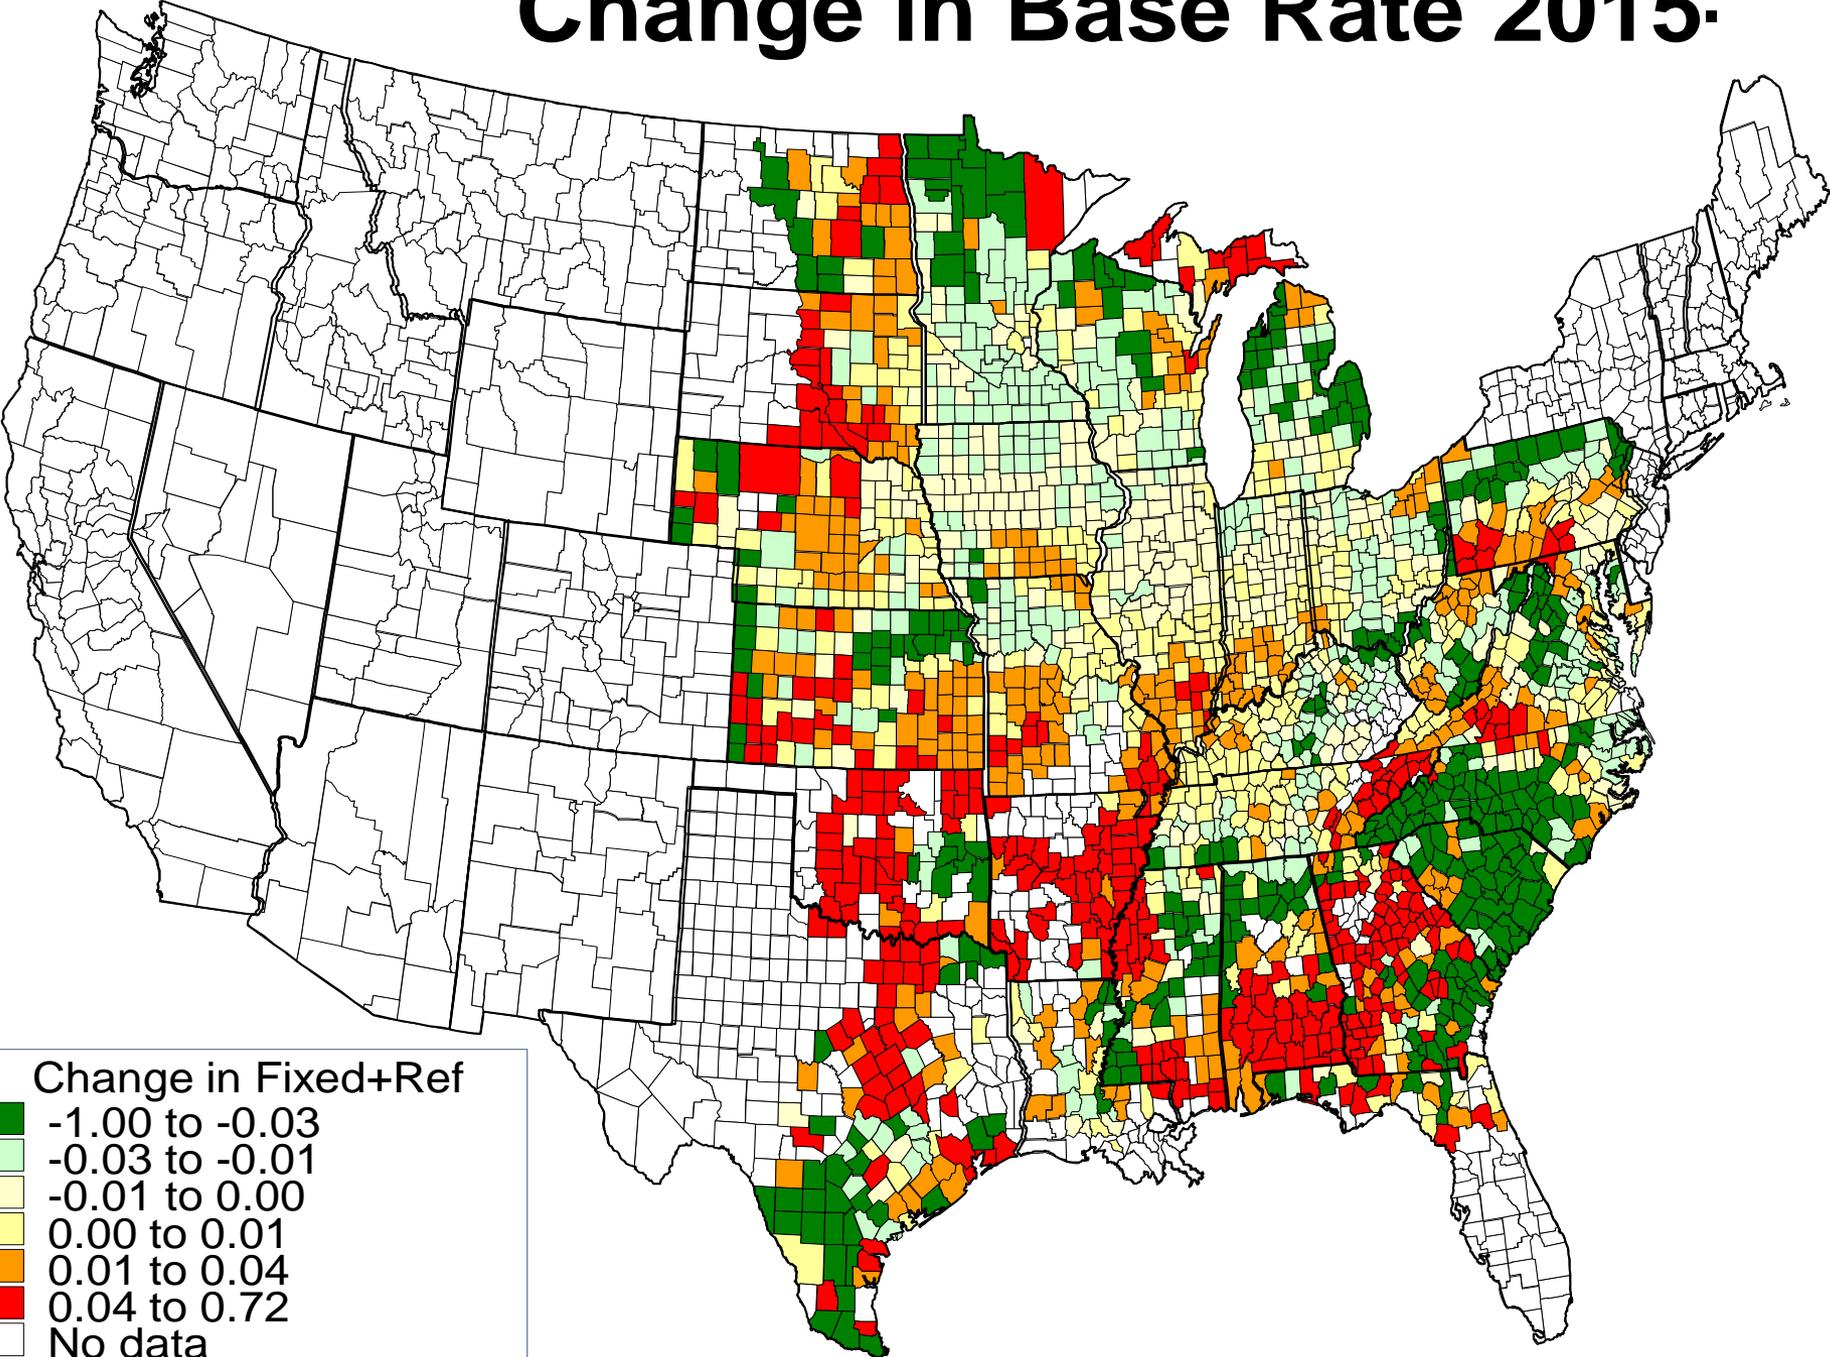 Change in Base Rate 2015-
Change in Fixed+Ref
-1.00 to -0.03
-0.03 to -0.01
-0.01 to 0.00
0.00 to 0.01
0.01 to 0.04
0.04 to 0.72
No data